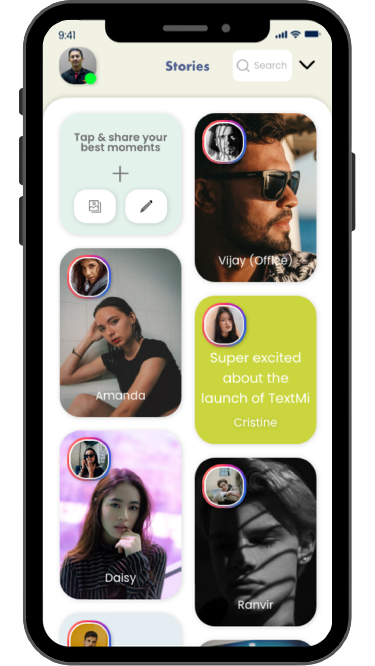 9:41
Stories
Search
Tap & share your
best moments
Vijay (Office)
Amanda
Super excited
about the
launch of TextMi
Cristine
Daisy
Ranvir